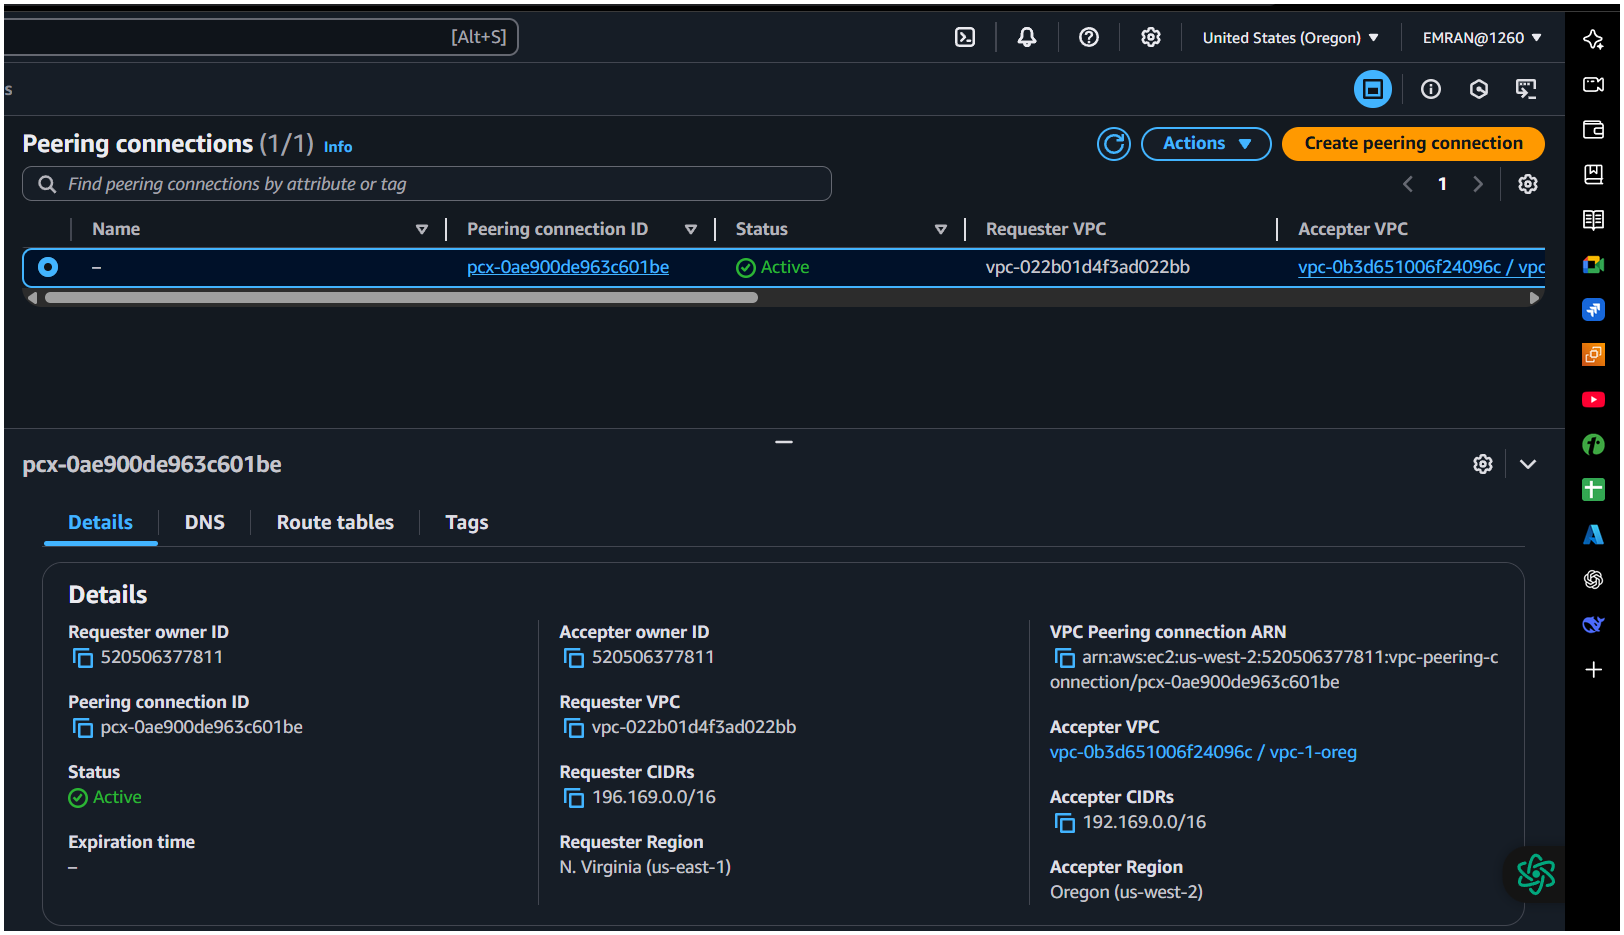 [Alt+S]
United States (Oregon)
EMRAN@1260
s
Peering connections (1/1) Info
Actions
Create peering connection
Find peering connections by attribute or tag
1
Name
Peering connection ID
Status
Requester VPC
Accepter VPC
–
pcx-0ae900de963c601be
Active
vpc-022b01d4f3ad022bb
vpc-0b3d651006f24096c / vpc
pcx-0ae900de963c601be
Details
DNS
Route tables
Tags
Details
Requester owner ID
520506377811
Peering connection ID
pcx-0ae900de963c601be
Status
Active
Expiration time
–
Accepter owner ID
520506377811
Requester VPC
vpc-022b01d4f3ad022bb
Requester CIDRs
196.169.0.0/16
Requester Region
N. Virginia (us-east-1)
VPC Peering connection ARN
arn:aws:ec2:us-west-2:520506377811:vpc-peering-c
onnection/pcx-0ae900de963c601be
Accepter VPC
vpc-0b3d651006f24096c / vpc-1-oreg
Accepter CIDRs
192.169.0.0/16
Accepter Region
Oregon (us-west-2)